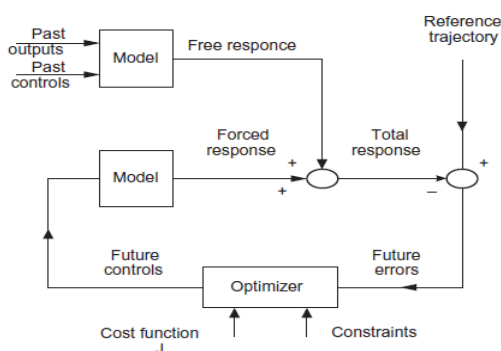 Past
outputs
Past
controls
Model
Free responce
Reference
trajectory
Model
Forced
response
+
+
Total
response
+
−
Future
controls
Optimizer
Future
errors
Cost function
J
Constraints